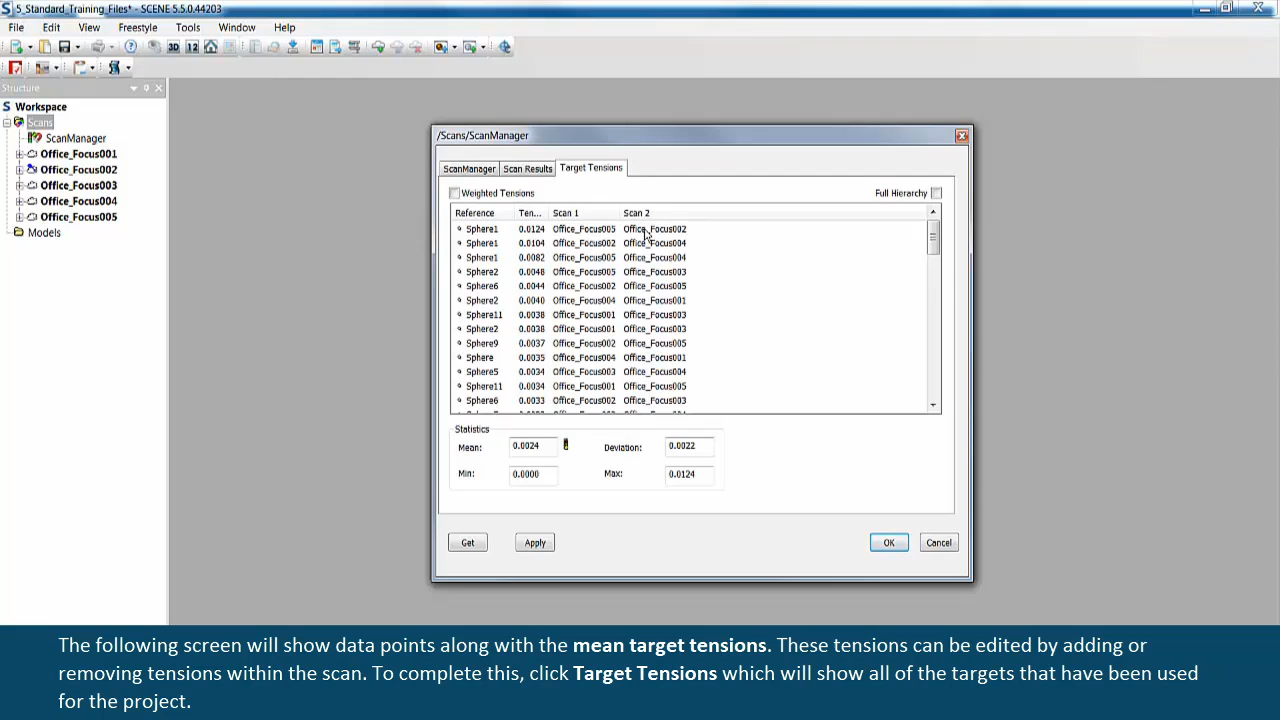 5_Standard_Training_Files* - SCENE 5.5.0.44203
File Edit View Freestyle Tools Window Help
3D 12
Structure
Workspace
Scans
ScanManager
Office_Focus001
Office_Focus002
Office_Focus003
Office_Focus004
Office_Focus005
Models
/Scans/ScanManager
ScanManager Scan Results Target Tensions
Weighted Tensions Full Hierarchy
Reference Ten... Scan 1 Scan 2
Sphere1 0.0124 Office_Focus005 Office_Focus002
Sphere1 0.0104 Office_Focus002 Office_Focus004
Sphere1 0.0082 Office_Focus005 Office_Focus004
Sphere2 0.0048 Office_Focus005 Office_Focus003
Sphere6 0.0044 Office_Focus002 Office_Focus005
Sphere2 0.0040 Office_Focus004 Office_Focus001
Sphere11 0.0038 Office_Focus001 Office_Focus003
Sphere2 0.0038 Office_Focus001 Office_Focus003
Sphere9 0.0037 Office_Focus002 Office_Focus005
Sphere 0.0035 Office_Focus004 Office_Focus001
Sphere5 0.0034 Office_Focus003 Office_Focus004
Sphere11 0.0034 Office_Focus001 Office_Focus005
Sphere6 0.0033 Office_Focus002 Office_Focus003
Statistics
Mean: 0.0024 Deviation: 0.0022
Min: 0.0000 Max: 0.0124
Get Apply OK Cancel
The following screen will show data points along with the mean target tensions. These tensions can be edited by adding or
removing tensions within the scan. To complete this, click Target Tensions which will show all of the targets that have been used
for the project.